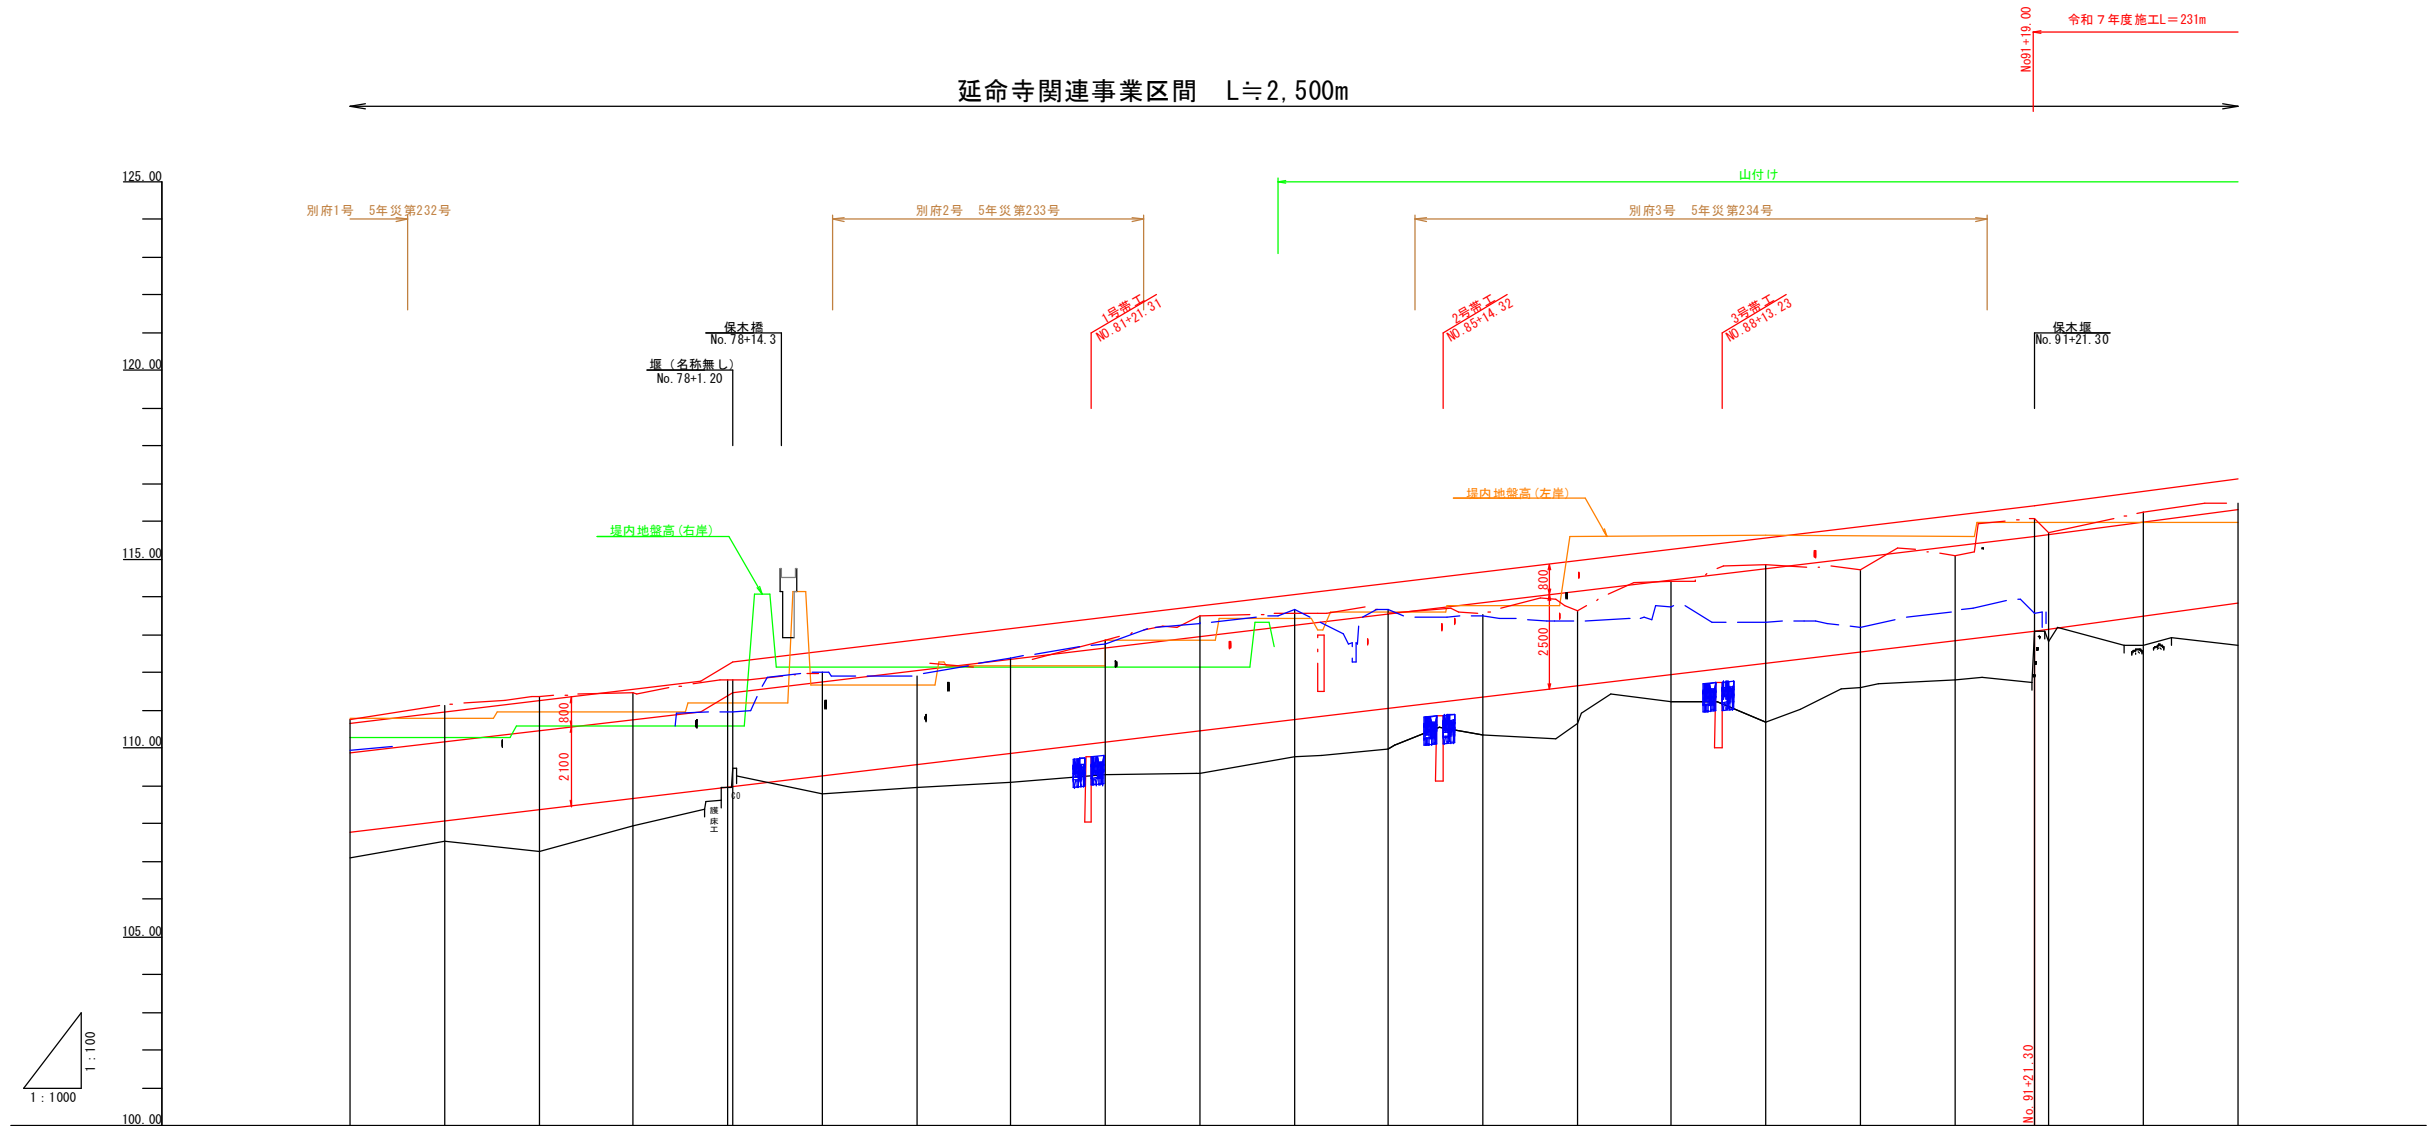 No91+19.00
令和7年度施工L=231m
延命寺関連事業区間　L≒2,500m
125.00
山付け
別府1号　5年災第232号
別府2号　5年災第233号
別府3号　5年災第234号
1号帯工
NO.81+21.31
2号帯工
NO.85+14.32
3号帯工
NO.88+13.23
保木橋
No.78+14.3
保木堰
No.91+21.30
120.00
堰（名称無し）
No.78+1.20
堤内地盤高(左岸)
堤内地盤高(右岸)
115.00
800
2500
800
2100
110.00
CO
護床工
105.00
1:100
1:1000
No.91+21.30
100.00